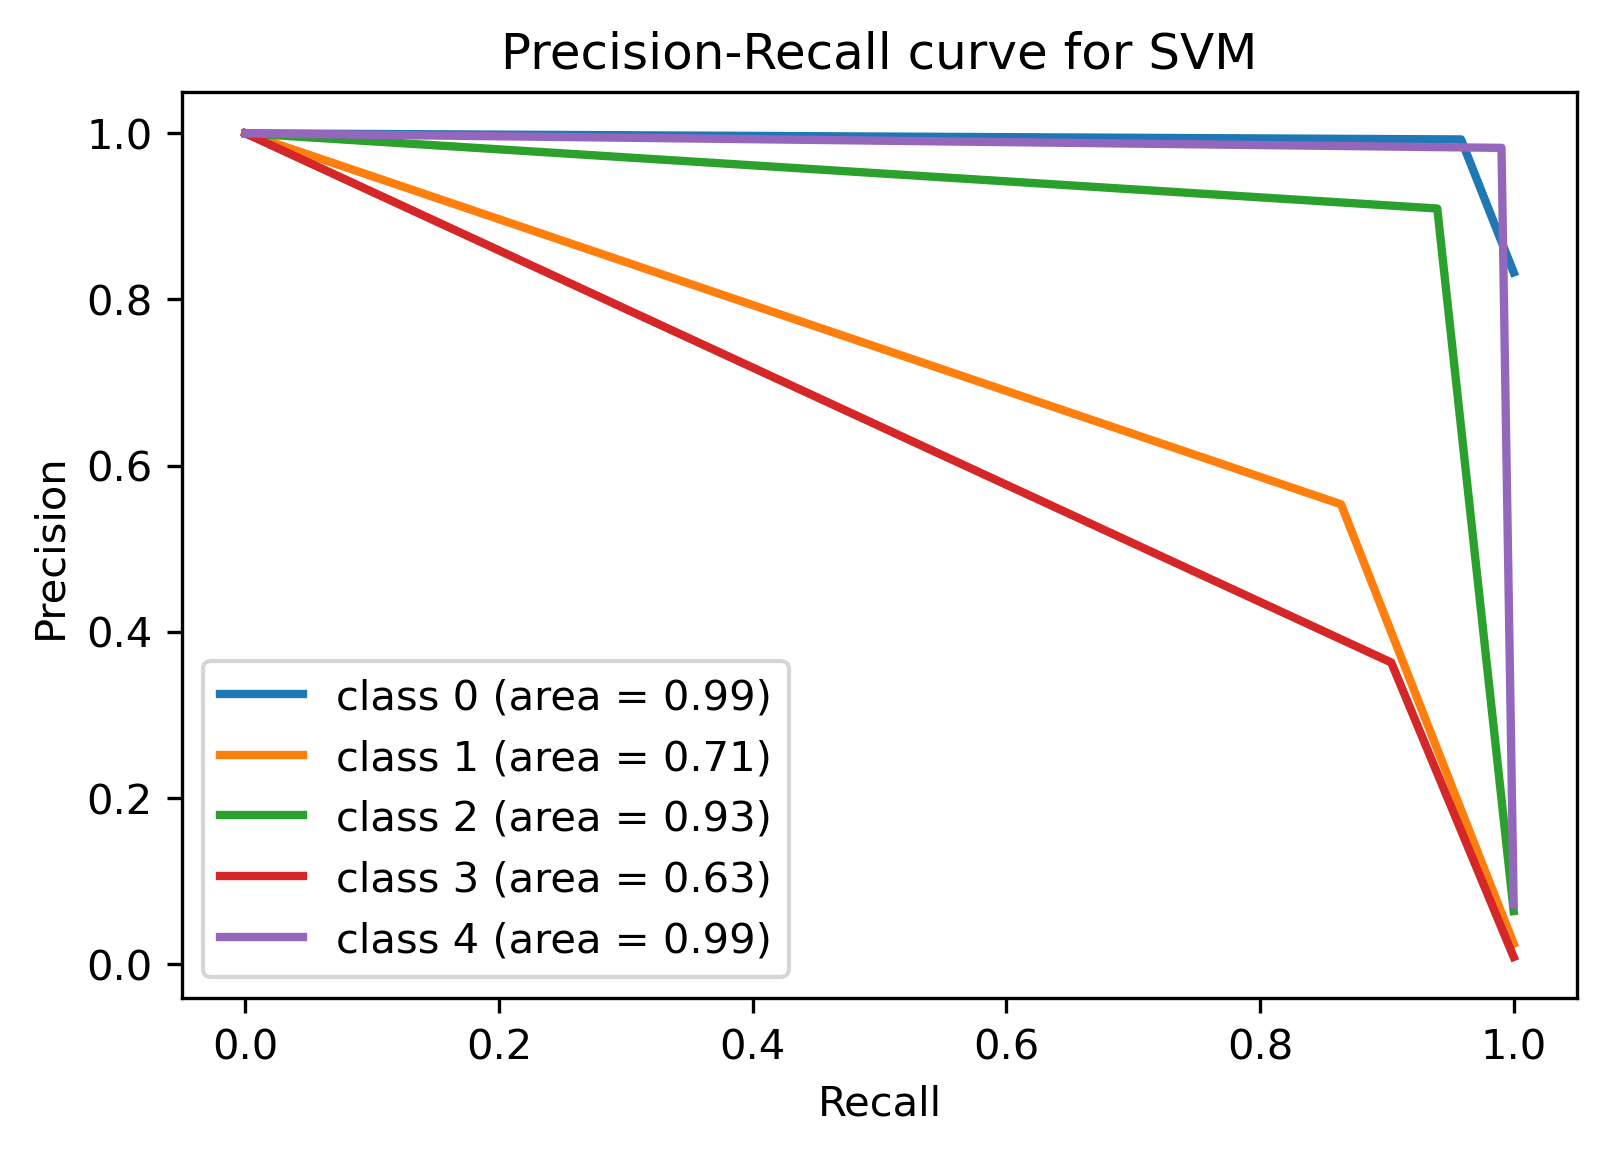 Precision-Recall curve for SVM
1.0
0.8
0.6
0.4
0.2
0.0
Precision
class 0 (area = 0.99)
class 1 (area = 0.71)
class 2 (area = 0.93)
class 3 (area = 0.63)
class 4 (area = 0.99)
0.0 0.2 0.4 0.6 0.8 1.0
Recall